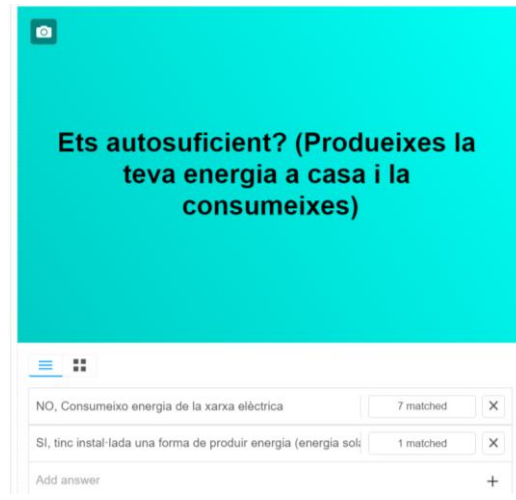 Ets autosuficient? (Produeixes la
teva energia a casa i la
consumeixes)
NO, Consumeixo energia de la xarxa elèctrica
7 matched
SI, tinc instal·lada una forma de produir energia (energia
1 matched
Add answer